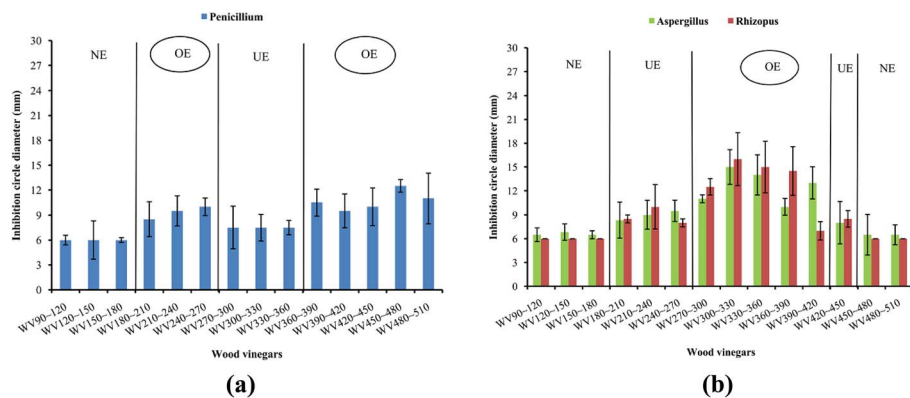 Penicillium
30
27
24
21
18
15
12
9
6
3
0
Inhibition circle diameter (mm)
NE
OE
UE
OE
WV90–120
WV120–150
WV150–180
WV180–210
WV210–240
WV240–270
WV270–300
WV300–330
WV330–360
WV360–390
WV390–420
WV420–450
WV450–480
WV480–510
Wood vinegars
(a)
Aspergillus Rhizopus
30
27
24
21
18
15
12
9
6
3
0
Inhibition circle diameter (mm)
NE
UE
OE
UE
NE
WV90–120
WV120–150
WV150–180
WV180–210
WV210–240
WV240–270
WV270–300
WV300–330
WV330–360
WV360–390
WV390–420
WV420–450
WV450–480
WV480–510
Wood vinegars
(b)